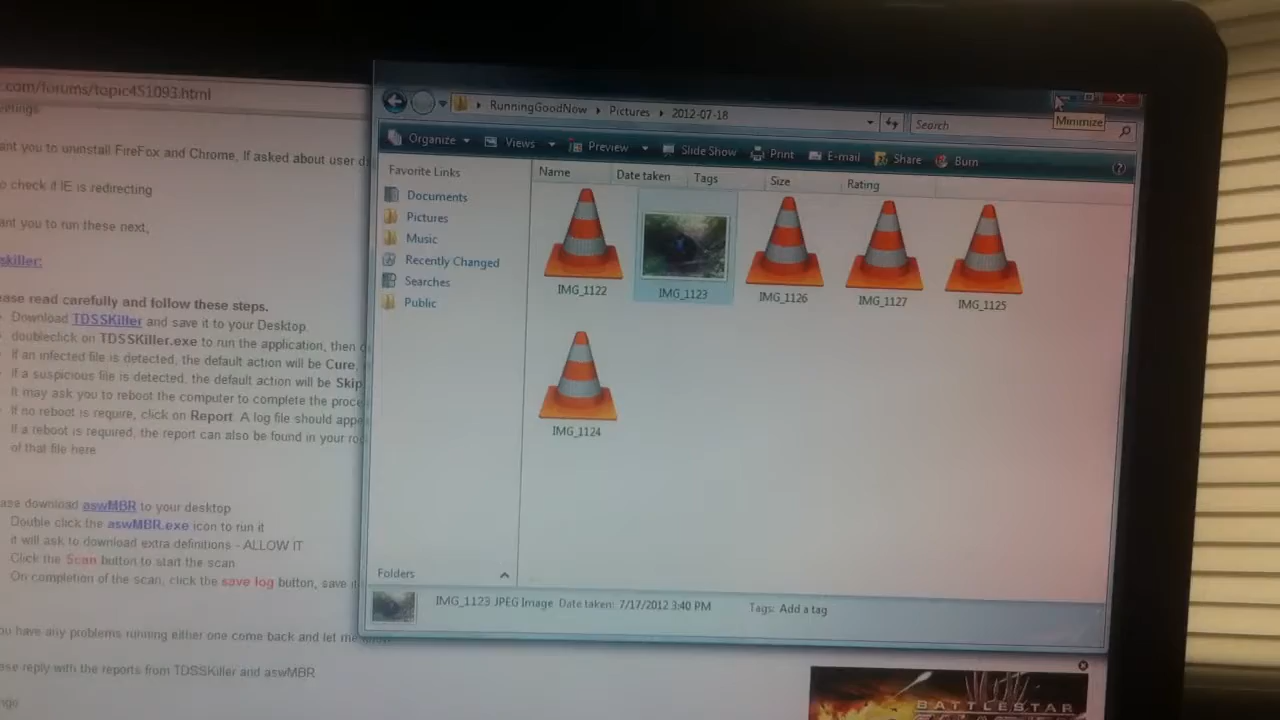 .com/forums/topic451093.html
eetings
ant you to uninstall FireFox and Chrome, If asked about user d
o check if IE is redirecting
ant you to run these next,
skiller:
ease read carefully and follow these steps.
Download TDSSKiller and save it to your Desktop
doubleclick on TDSSKiller.exe to run the application, then
If an infected file is detected, the default action will be Cure,
If a suspicious file is detected, the default action will be Skip
It may ask you to reboot the computer to complete the proce
If no reboot is require, click on Report. A log file should appe
If a reboot is required, the report can also be found in your ro
of that file here
ase download aswMBR to your desktop
Double click the aswMBR.exe icon to run it
it will ask to download extra definitions - ALLOW IT
Click the Scan button to start the scan
On completion of the scan, click the save log button, save it
ou have any problems running either one come back and let me
ase reply with the reports from TDSSKiller and aswMBR
RunningGoodNow Pictures 2012-07-18
Search
Minimize
Organize Views Preview Slide Show Print E-mail Share Burn
Favorite Links
Documents
Pictures
Music
Recently Changed
Searches
Public
Folders
Name Date taken Tags Size Rating
IMG_1122 IMG_1123 IMG_1126 IMG_1127 IMG_1125
IMG_1124
IMG_1123 JPEG Image Date taken: 7/17/2012 3:40 PM Tags: Add a tag
BATTLESTAR